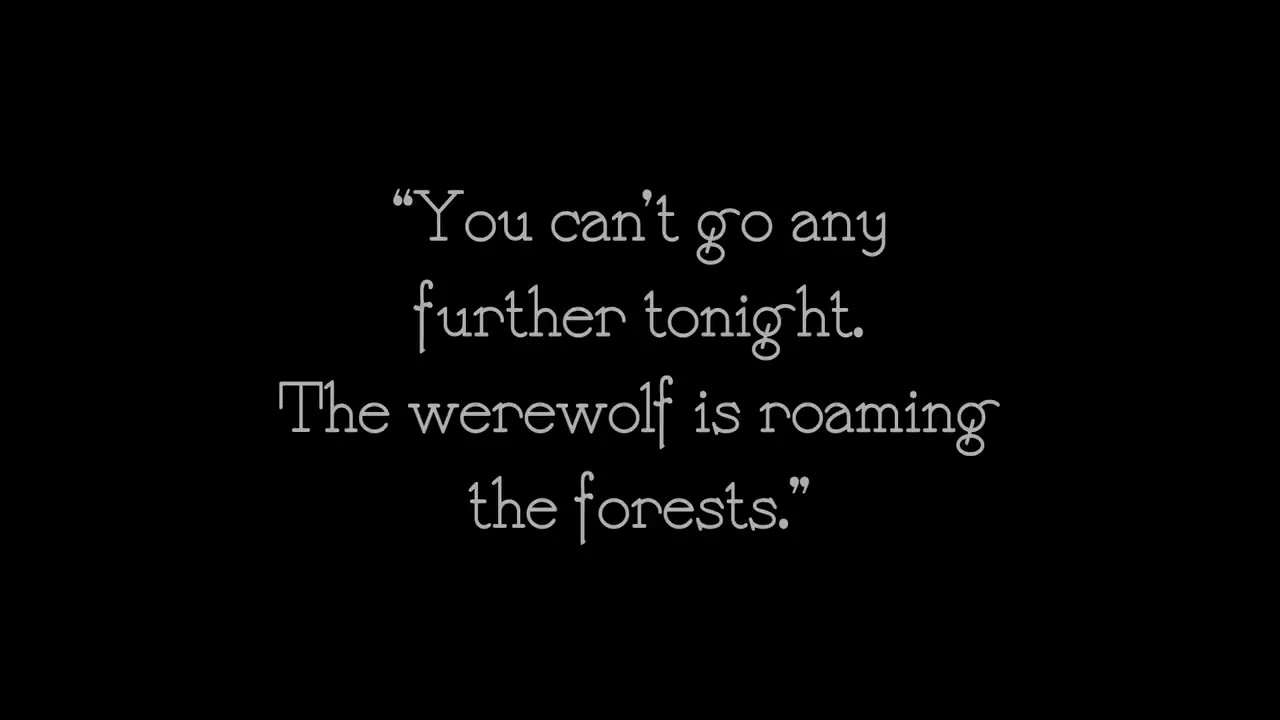 “You can’t go any
further tonight.
The werewolf is roaming
the forests.”